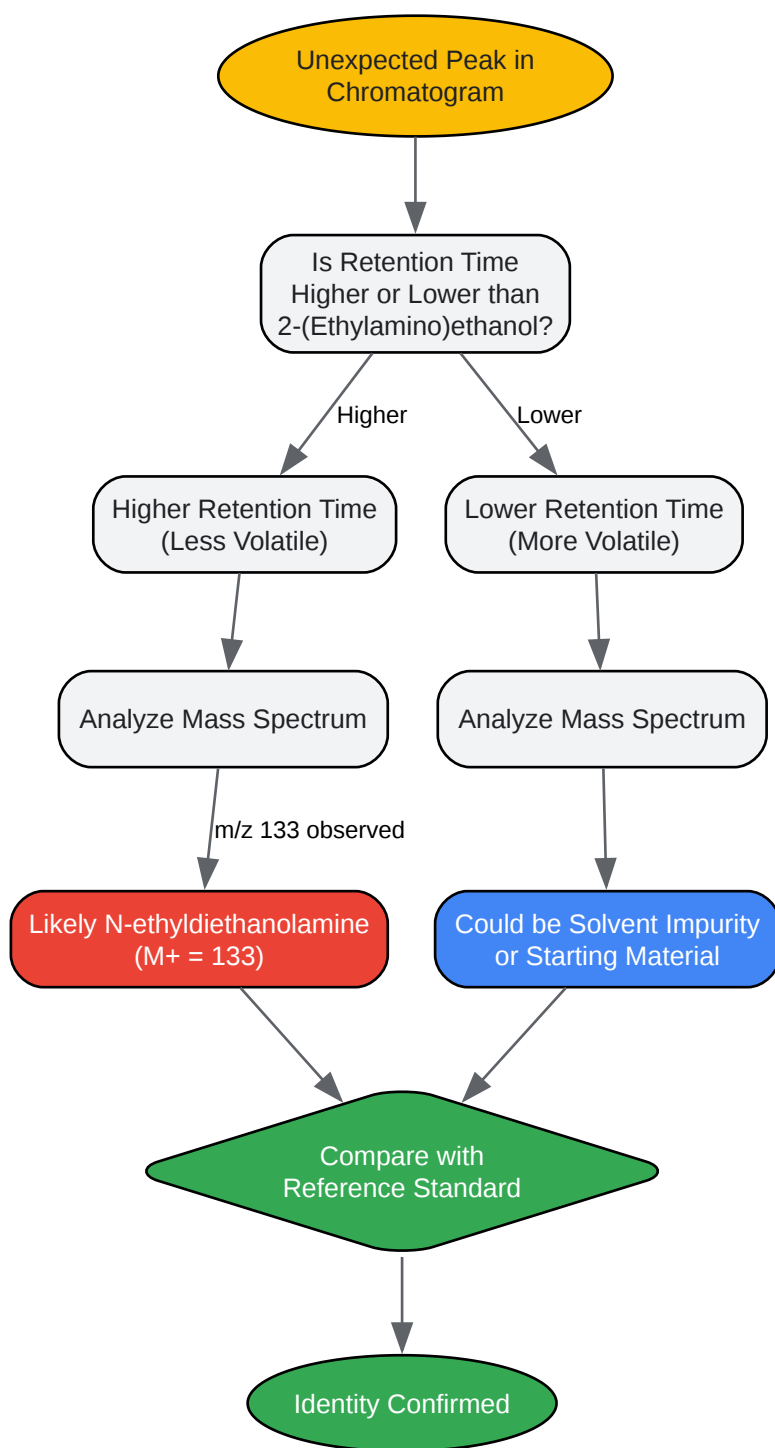 Unexpected Peak in
Chromatogram
Is Retention Time
Higher or Lower than
2-(Ethylamino)ethanol?
Higher
Lower
Higher Retention Time
(Less Volatile)
Lower Retention Time
(More Volatile)
Analyze Mass Spectrum
Analyze Mass Spectrum
m/z 133 observed
Likely N-ethyldiethanolamine
(M+ = 133)
Could be Solvent Impurity
or Starting Material
Compare with
Reference Standard
Identity Confirmed